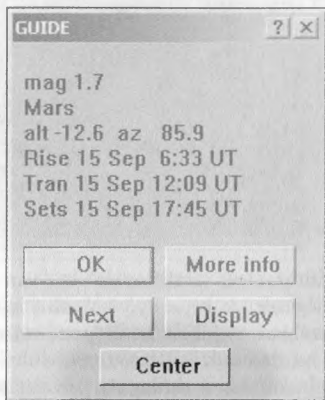 GUIDE ? X
mag 1.7
Mars
alt -12.6 az 85.9
Rise 15 Sep 6:33 UT
Tran 15 Sep 12:09 UT
Sets 15 Sep 17:45 UT
OK More info
Next Display
Center